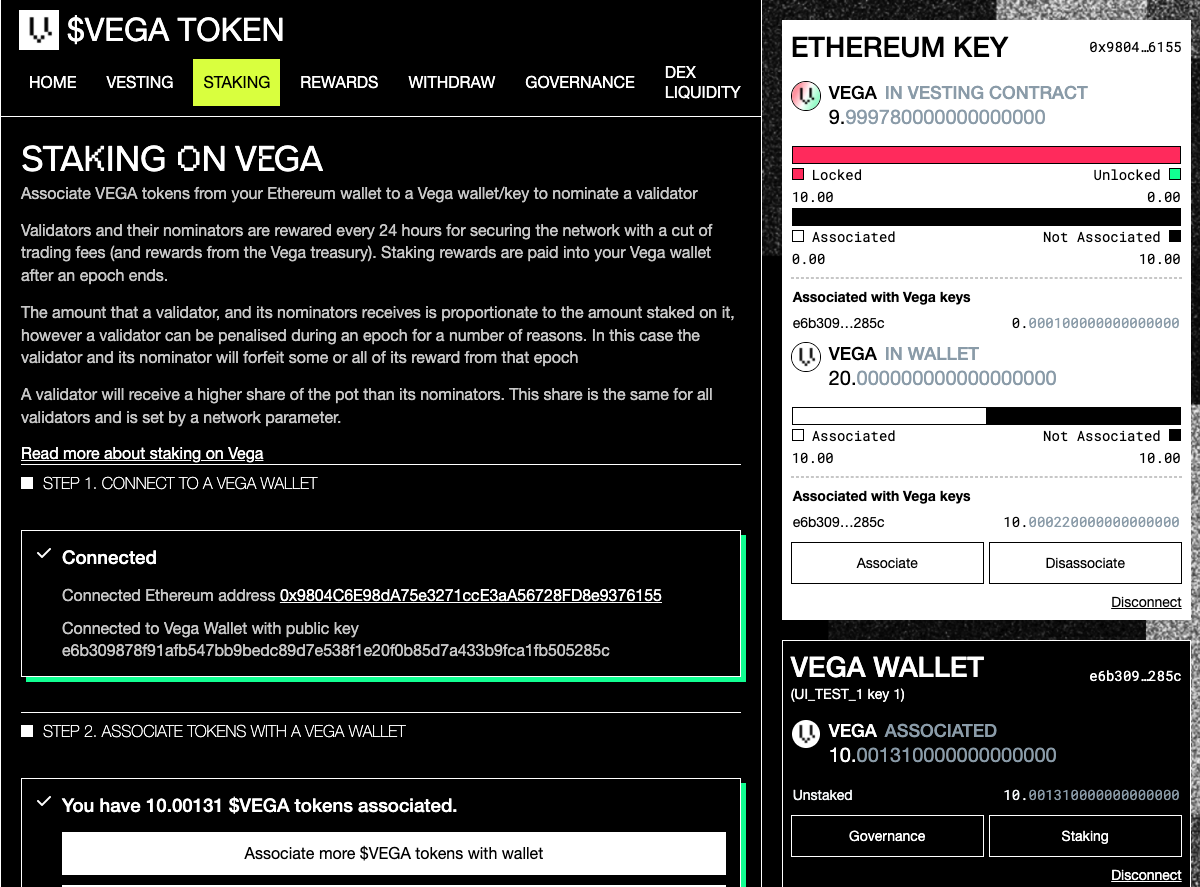 $VEGA TOKEN
HOME VESTING STAKING REWARDS WITHDRAW GOVERNANCE DEX LIQUIDITY
STAKING ON VEGA
Associate VEGA tokens from your Ethereum wallet to a Vega wallet/key to nominate a validator
Validators and their nominators are rewared every 24 hours for securing the network with a cut of
trading fees (and rewards from the Vega treasury). Staking rewards are paid into your Vega wallet
after an epoch ends.
The amount that a validator, and its nominators receives is proportionate to the amount staked on it,
however a validator can be penalised during an epoch for a number of reasons. In this case the
validator and its nominator will forfeit some or all of its reward from that epoch
A validator will receive a higher share of the pot than its nominators. This share is the same for all
validators and is set by a network parameter.
Read more about staking on Vega
STEP 1. CONNECT TO A VEGA WALLET
Connected
Connected Ethereum address 0x9804C6E98dA75e3271ccE3aA56728FD8e9376155
Connected to Vega Wallet with public key
e6b309878f91afb547bb9bedc89d7e538f1e20f0b85d7a433b9fca1fb505285c
STEP 2. ASSOCIATE TOKENS WITH A VEGA WALLET
You have 10.00131 $VEGA tokens associated.
Associate more $VEGA tokens with wallet
ETHEREUM KEY 0x9804…6155
VEGA IN VESTING CONTRACT
9.999780000000000000
Locked Unlocked
10.00 0.00
Associated Not Associated
0.00 10.00
Associated with Vega keys
e6b309…285c 0.000100000000000000
VEGA IN WALLET
20.000000000000000000
Associated Not Associated
10.00 10.00
Associated with Vega keys
e6b309…285c 10.000220000000000000
Associate Disassociate
Disconnect
VEGA WALLET e6b309…285c
(UI_TEST_1 key 1)
VEGA ASSOCIATED
10.001310000000000000
Unstaked 10.001310000000000000
Governance Staking
Disconnect